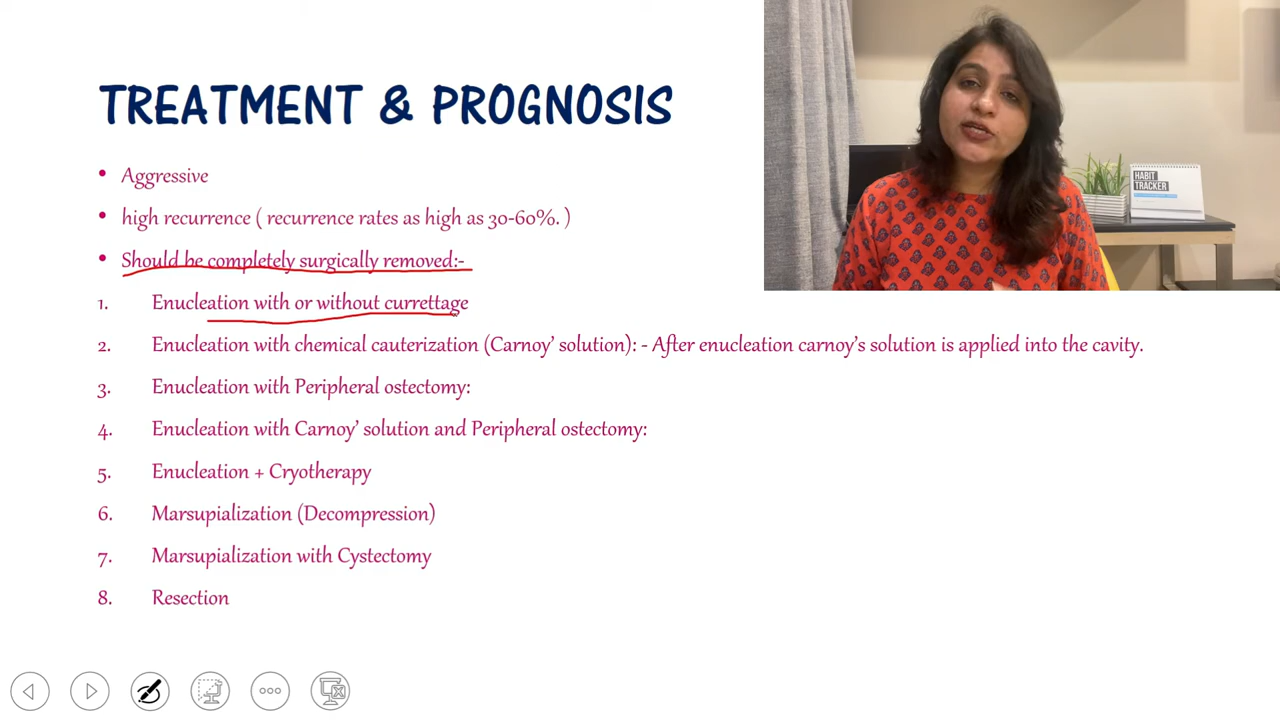 TREATMENT & PROGNOSIS
• Aggressive
• high recurrence ( recurrence rates as high as 30-60%. )
• Should be completely surgically removed:-
1. Enucleation with or without currettage
2. Enucleation with chemical cauterization (Carnoy' solution): - After enucleation carnoy's solution is applied into the cavity.
3. Enucleation with Peripheral ostectomy:
4. Enucleation with Carnoy' solution and Peripheral ostectomy:
5. Enucleation + Cryotherapy
6. Marsupialization (Decompression)
7. Marsupialization with Cystectomy
8. Resection
HABIT
TRACKER